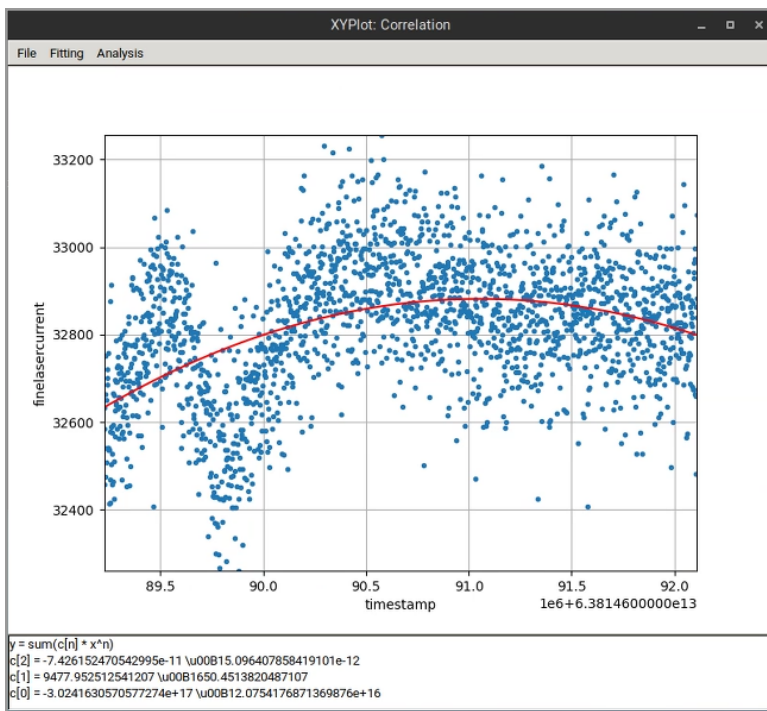 XYPlot: Correlation
File Fitting Analysis
33200
33000
32800
32600
32400
finelasercurrent
89.5 90.0 90.5 91.0 91.5 92.0
timestamp
1e6+6.3814600000e13
y = sum(c[n] * x^n)
c[2] = -7.426152470542995e-11 \u00B15.096407858419101e-12
c[1] = 9477.952512541207 \u00B1650.4513820487107
c[0] = -3.0241630570577274e+17 \u00B12.0754176871369876e+16